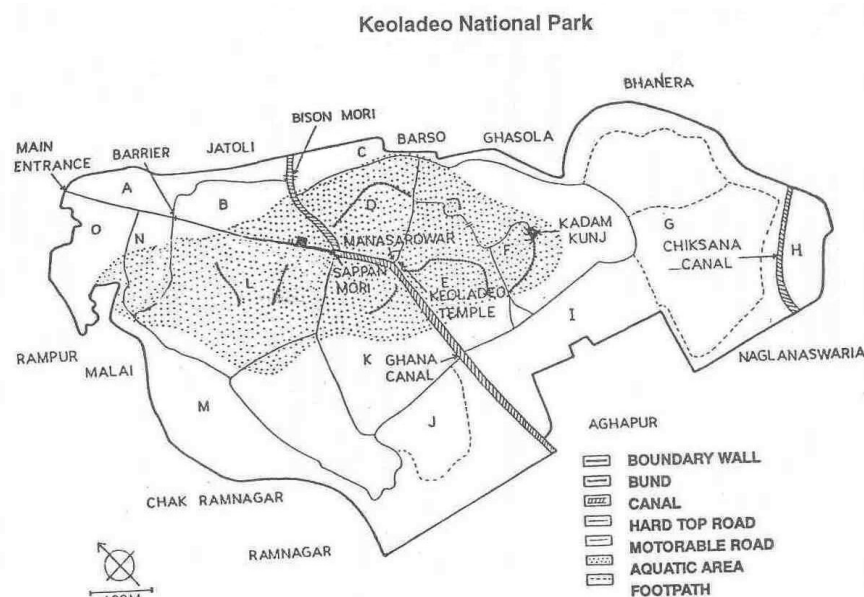 Keoladeo National Park
BHANERA
BISON MORI
JATOLI
BARSO
GHASOLA
MAIN
ENTRANCE
BARRIER
A
B
C
D
O
N
MANASAROWAR
F
KADAM
KUNJ
G
CHIKSANA
CANAL
H
L
SAPPAN
MORI
E
KEOLADEO
TEMPLE
I
RAMPUR
MALAI
K
GHANA
CANAL
NAGLANASWARIA
M
J
AGHAPUR
CHAK RAMNAGAR
RAMNAGAR
BOUNDARY WALL
BUND
CANAL
HARD TOP ROAD
MOTORABLE ROAD
AQUATIC AREA
FOOTPATH